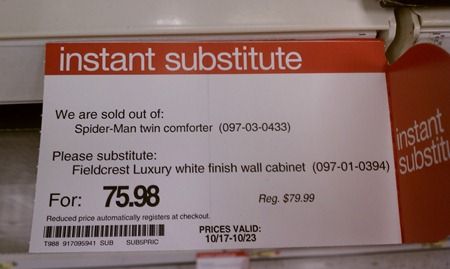 instant substitute
We are sold out of:
Spider-Man twin comforter (097-03-0433)
Please substitute:
Fieldcrest Luxury white finish wall cabinet (097-01-0394)
For: 75.98 Reg. $79.99
Reduced price automatically registers at checkout.
T988 917095941 SUB SUB5PRIC
PRICES VALID:
10/17-10/23
instant
substitut